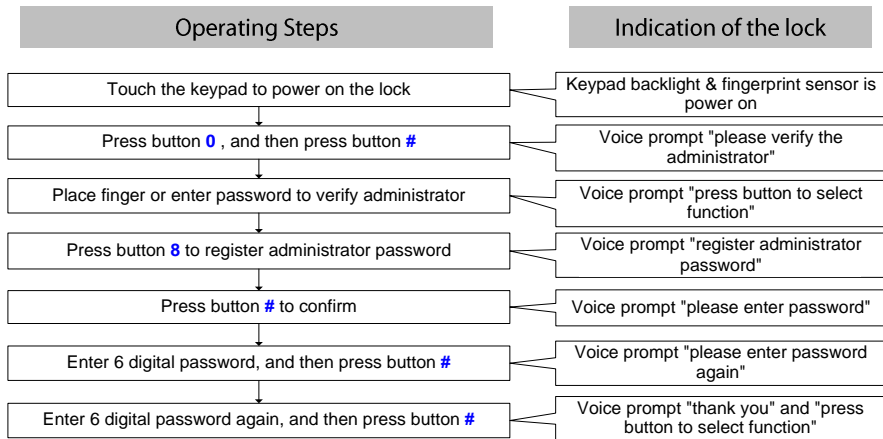 Operating Steps
Indication of the lock
Touch the keypad to power on the lock
Keypad backlight & fingerprint sensor is
power on
Press button 0 , and then press button #
Voice prompt "please verify the
administrator"
Place finger or enter password to verify administrator
Voice prompt "press button to select
function"
Press button 8 to register administrator password
Voice prompt "register administrator
password"
Press button # to confirm
Voice prompt "please enter password"
Enter 6 digital password, and then press button #
Voice prompt "please enter password
again"
Enter 6 digital password again, and then press button #
Voice prompt "thank you" and "press
button to select function"